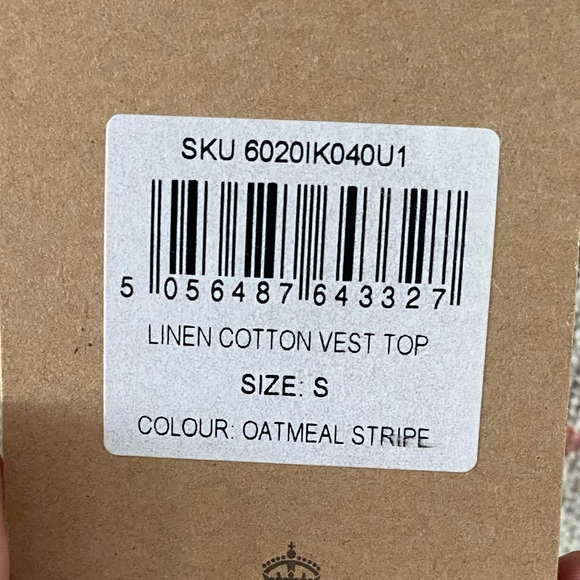 SKU 6020IK040U1
5 056487 643327
LINEN COTTON VEST TOP
SIZE: S
COLOUR: OATMEAL STRIPE